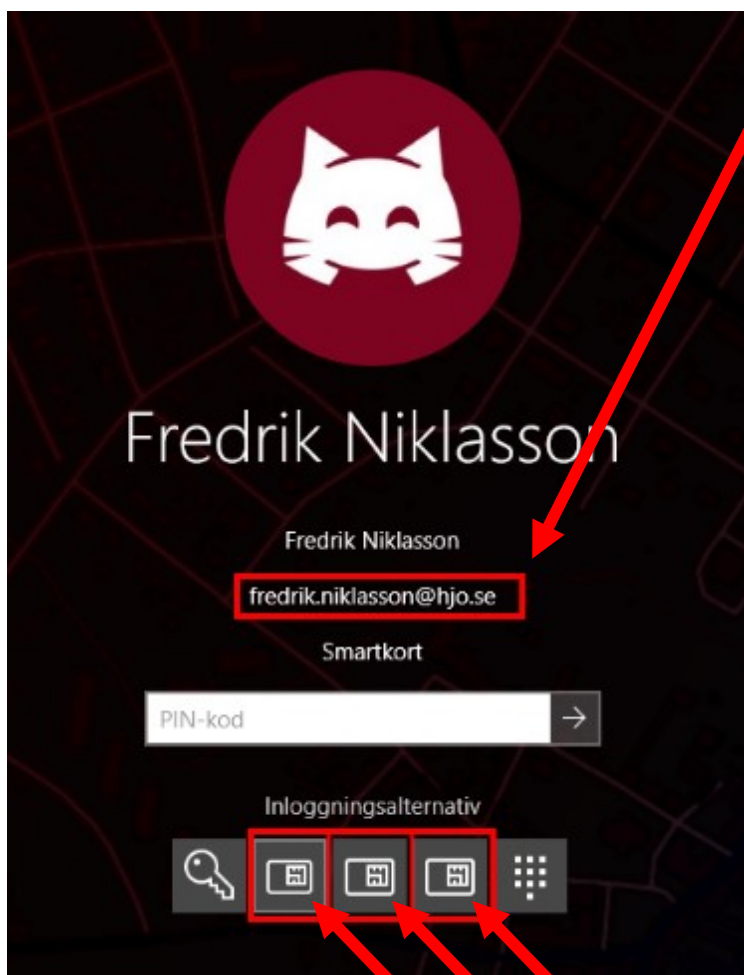 Fredrik Niklasson
Fredrik Niklasson
fredrik.niklasson@hjo.se
Smartkort
PIN-kod
Inloggningsalternativ